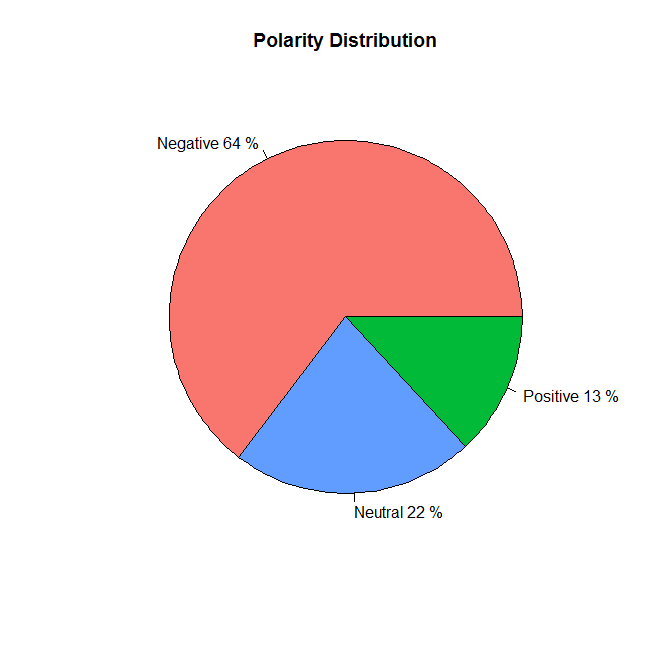 Polarity Distribution
Negative 64 %
Positive 13 %
Neutral 22 %